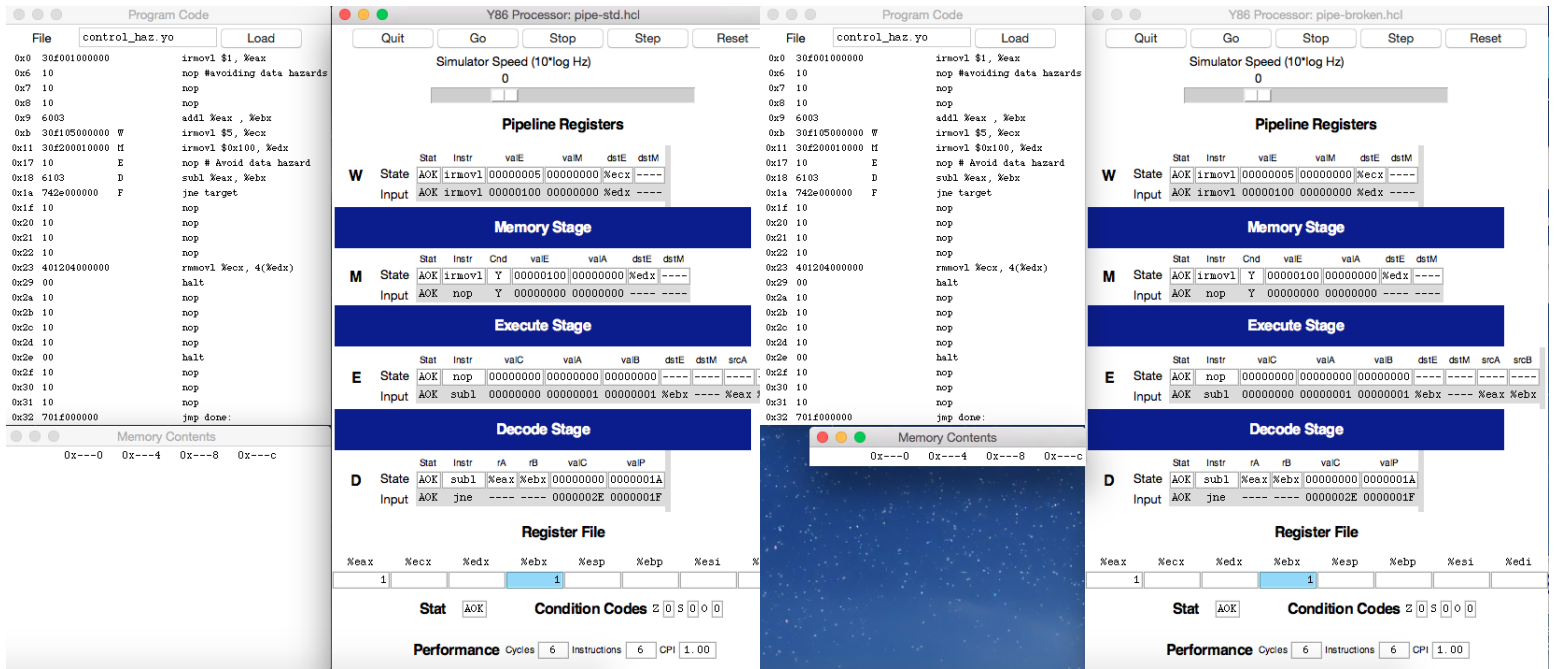 Program Code
File control_haz.yo Load
0x0 30f001000000 irmovl $1, %eax
0x6 10 nop #avoiding data hazards
0x7 10 nop
0x8 10 nop
0x9 6003 addl %eax , %ebx
0xb 30f105000000 W irmovl $5, %ecx
0x11 30f200010000 M irmovl $0x100, %edx
0x17 10 E nop # Avoid data hazard
0x18 6103 D subl %eax, %ebx
0x1a 742e000000 F jne target
0x1f 10 nop
0x20 10 nop
0x21 10 nop
0x22 10 nop
0x23 401204000000 rmmovl %ecx, 4(%edx)
0x29 00 halt
0x2a 10 nop
0x2b 10 nop
0x2c 10 nop
0x2d 10 nop
0x2e 00 halt
0x2f 10 nop
0x30 10 nop
0x31 10 nop
0x32 701f000000 jmp done:
Memory Contents
0x---0 0x---4 0x---8 0x---c
Y86 Processor: pipe-std.hcl
Quit Go Stop Step Reset
Simulator Speed (10*log Hz)
0
Pipeline Registers
Stat Instr valE valM dstE dstM
W State AOK irmovl 00000005 00000000 %ecx ----
Input AOK irmovl 00000100 00000000 %edx ----
Memory Stage
Stat Instr Cnd valE valA dstE dstM
M State AOK irmovl Y 00000100 00000000 %edx ----
Input AOK nop Y 00000000 00000000 ---- ----
Execute Stage
Stat Instr valC valA valB dstE dstM srcA
E State AOK nop 00000000 00000000 00000000 ---- ---- ----
Input AOK subl 00000000 00000001 00000001 %ebx ---- %eax %
Decode Stage
Stat Instr rA rB valC valP
D State AOK subl %eax %ebx 00000000 0000001A
Input AOK jne ---- ---- 0000002E 0000001F
Register File
%eax %ecx %edx %ebx %esp %ebp %esi %
1 1
Stat AOK Condition Codes Z 0 S 0 O 0
Performance Cycles 6 Instructions 6 CPI 1.00
Program Code
File control_haz.yo Load
0x0 30f001000000 irmovl $1, %eax
0x6 10 nop #avoiding data hazards
0x7 10 nop
0x8 10 nop
0x9 6003 addl %eax , %ebx
0xb 30f105000000 W irmovl $5, %ecx
0x11 30f200010000 M irmovl $0x100, %edx
0x17 10 E nop # Avoid data hazard
0x18 6103 D subl %eax, %ebx
0x1a 742e000000 F jne target
0x1f 10 nop
0x20 10 nop
0x21 10 nop
0x22 10 nop
0x23 401204000000 rmmovl %ecx, 4(%edx)
0x29 00 halt
0x2a 10 nop
0x2b 10 nop
0x2c 10 nop
0x2d 10 nop
0x2e 00 halt
0x2f 10 nop
0x30 10 nop
0x31 10 nop
0x32 701f000000 jmp done:
Memory Contents
0x---0 0x---4 0x---8 0x---c
Y86 Processor: pipe-broken.hcl
Quit Go Stop Step Reset
Simulator Speed (10*log Hz)
0
Pipeline Registers
Stat Instr valE valM dstE dstM
W State AOK irmovl 00000005 00000000 %ecx ----
Input AOK irmovl 00000100 00000000 %edx ----
Memory Stage
Stat Instr Cnd valE valA dstE dstM
M State AOK irmovl Y 00000100 00000000 %edx ----
Input AOK nop Y 00000000 00000000 ---- ----
Execute Stage
Stat Instr valC valA valB dstE dstM srcA srcB
E State AOK nop 00000000 00000000 00000000 ---- ---- ---- ----
Input AOK subl 00000000 00000001 00000001 %ebx ---- %eax %ebx
Decode Stage
Stat Instr rA rB valC valP
D State AOK subl %eax %ebx 00000000 0000001A
Input AOK jne ---- ---- 0000002E 0000001F
Register File
%eax %ecx %edx %ebx %esp %ebp %esi %edi
1 1
Stat AOK Condition Codes Z 0 S 0 O 0
Performance Cycles 6 Instructions 6 CPI 1.00